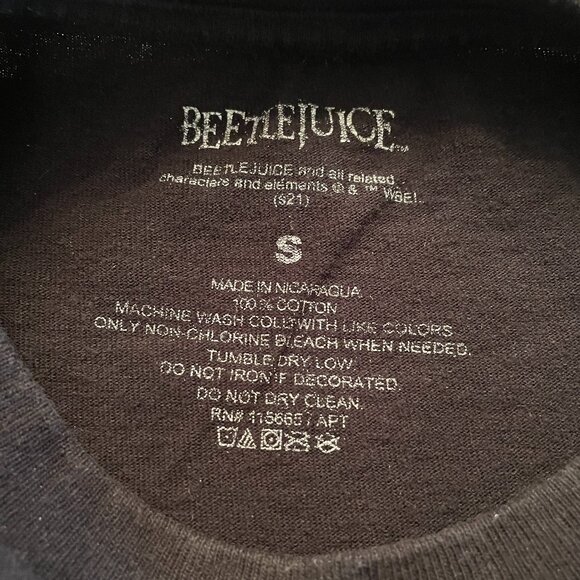 BEETLEJUICE™
BEETLEJUICE and all related
characters and elements © & ™ WBEI.
(s21)
S
MADE IN NICARAGUA
100% COTTON
MACHINE WASH COLD WITH LIKE COLORS
ONLY NON-CHLORINE BLEACH WHEN NEEDED.
TUMBLE DRY LOW
DO NOT IRON IF DECORATED.
DO NOT DRY CLEAN.
RN# 115665 / APT